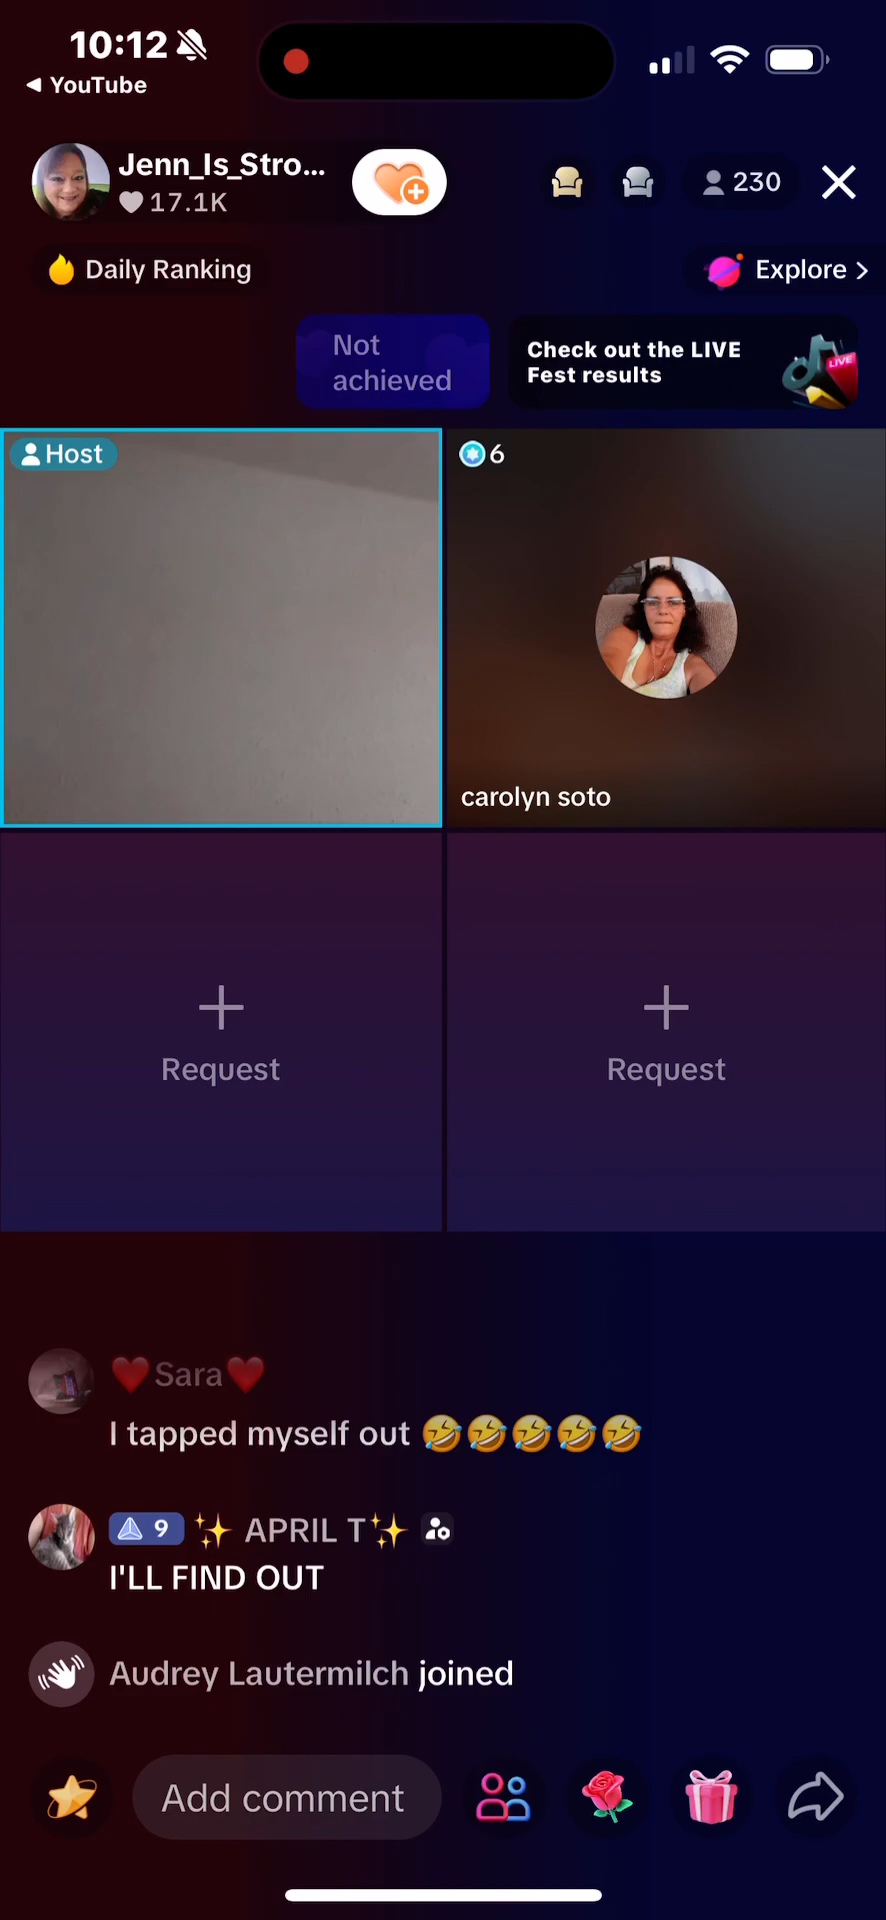 10:12
YouTube
Jenn_Is_Stro...
17.1K
230
Daily Ranking
Explore >
Not
achieved
Check out the LIVE
Fest results
LIVE
Host
6
carolyn soto
Request
Request
❤️Sara❤️
I tapped myself out 🤣🤣🤣🤣🤣
9 ✨ APRIL T✨
I'LL FIND OUT
Audrey Lautermilch joined
Add comment